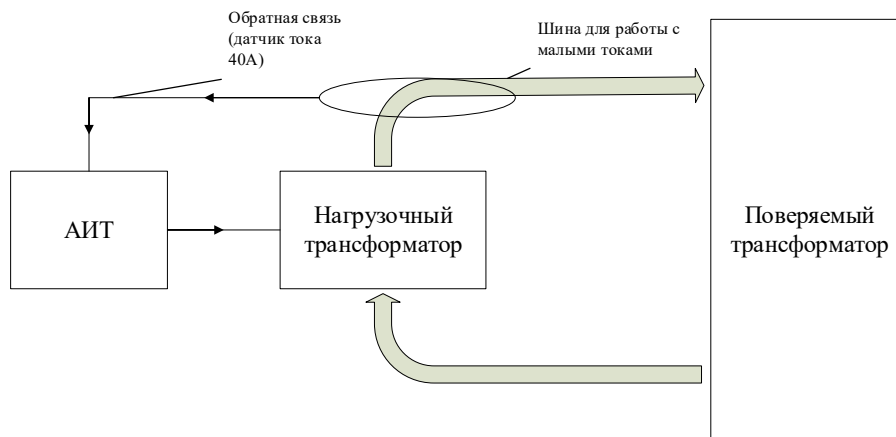 Обратная связь
(датчик тока
40А)
Шина для работы с
малыми токами
АИТ
Нагрузочный
трансформатор
Поверяемый
трансформатор